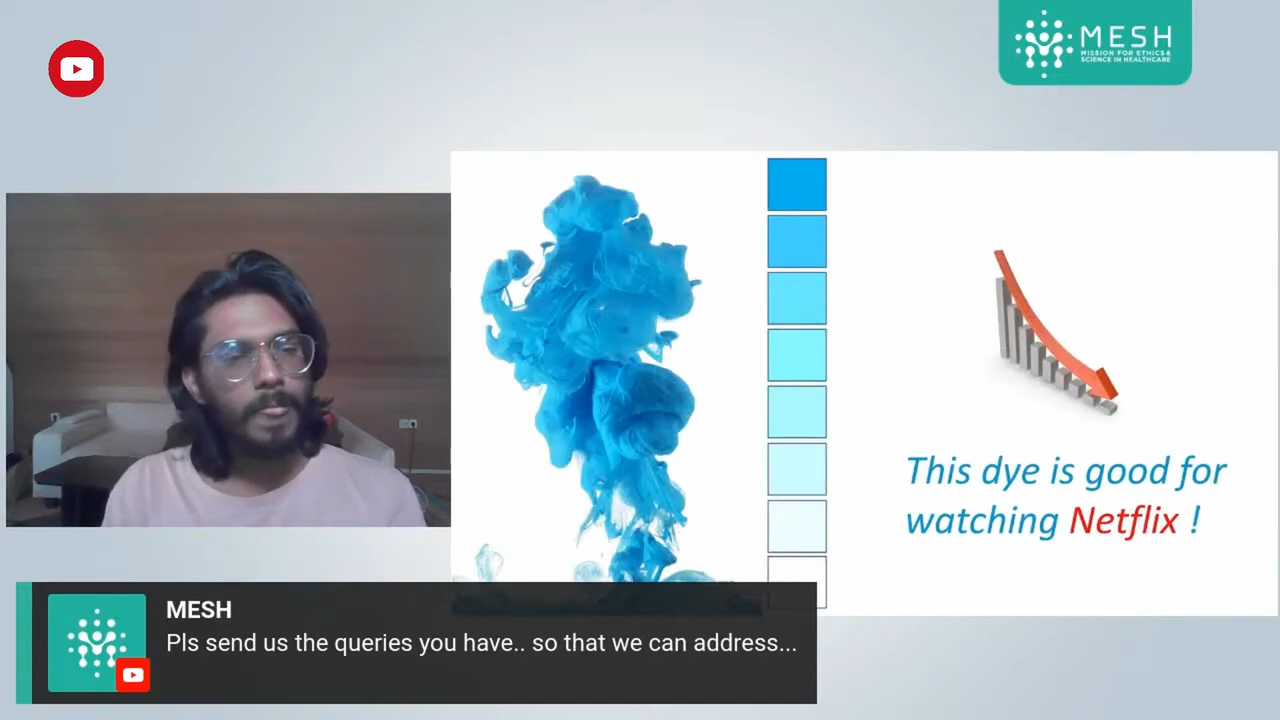 MESH
MISSION FOR ETHICS &
SCIENCE IN HEALTHCARE
This dye is good for
watching Netflix !
MESH
Pls send us the queries you have.. so that we can address...